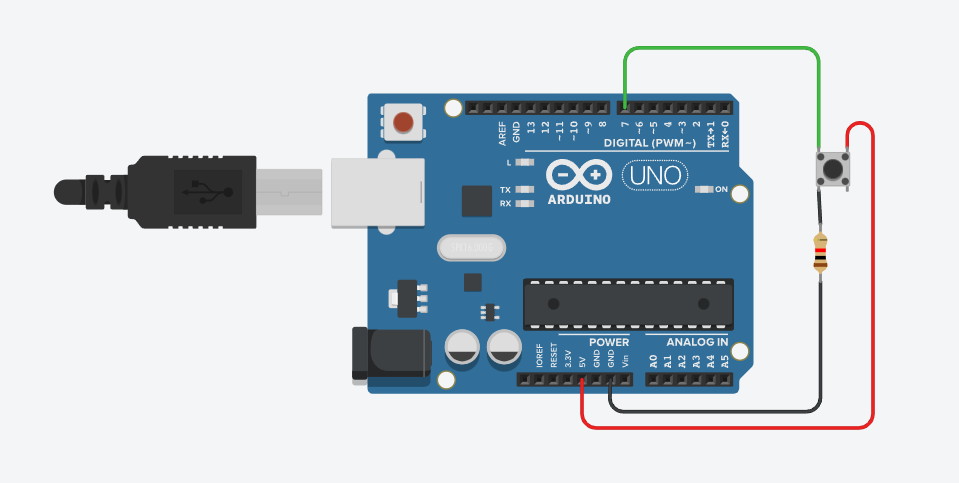 AREF
GND
13
12
~11
~10
~9
8
7
~6
~5
4
~3
2
TX→1
RX←0
DIGITAL (PWM~)
L
TX
RX
ARDUINO
UNO
ON
POWER
ANALOG IN
IOREF
RESET
3.3V
5V
GND
GND
Vin
A0
A1
A2
A3
A4
A5